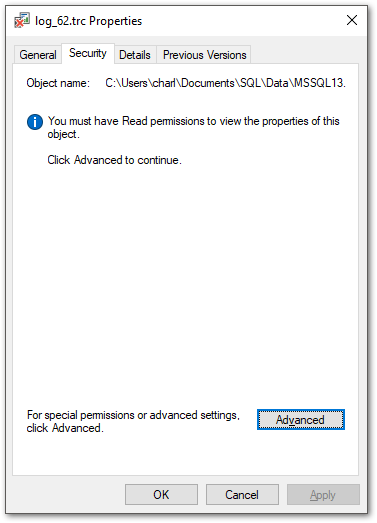 log_62.trc Properties
General Security Details Previous Versions
Object name: C:\Users\charl\Documents\SQL\Data\MSSQL13.
You must have Read permissions to view the properties of this
object.
Click Advanced to continue.
For special permissions or advanced settings,
click Advanced.
Advanced
OK Cancel Apply